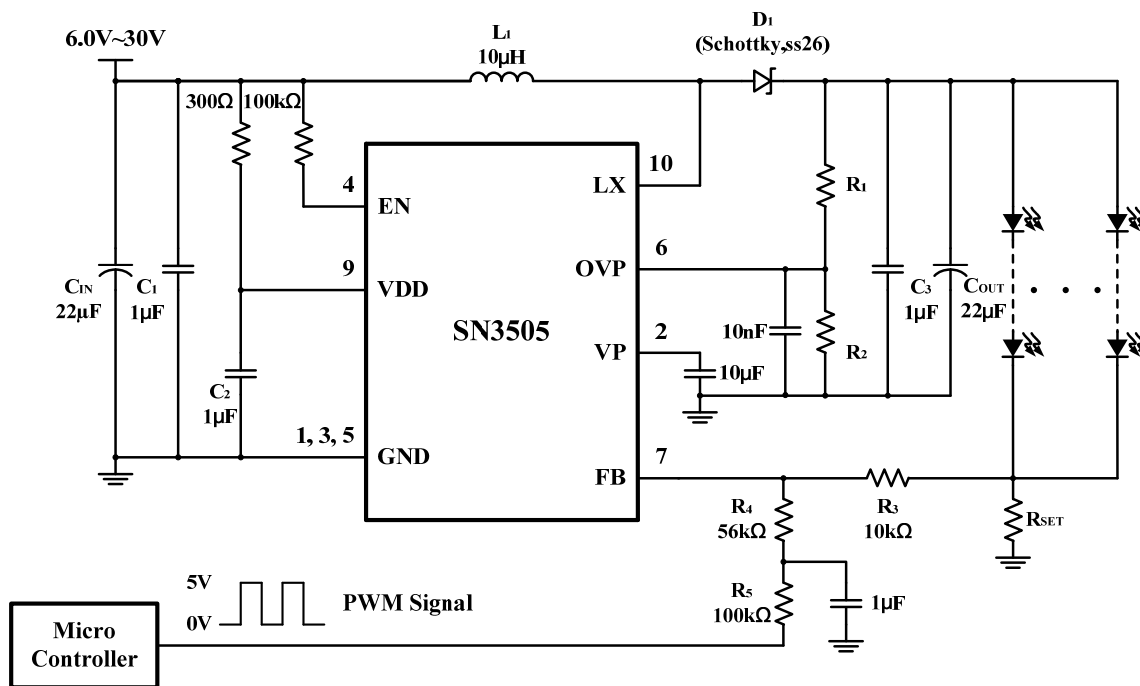 6.0V~30V
L1
10μH
D1
(Schottky,ss26)
300Ω
100kΩ
4
EN
10
LX
R1
6
OVP
9
VDD
CIN
22μF
C1
1μF
SN3505
C3
1μF
COUT
22μF
. . .
10nF
R2
2
VP
10μF
C2
1μF
1, 3, 5
GND
7
FB
R4
56kΩ
R3
10kΩ
RSET
5V
0V
PWM Signal
R5
100kΩ
1μF
Micro
Controller